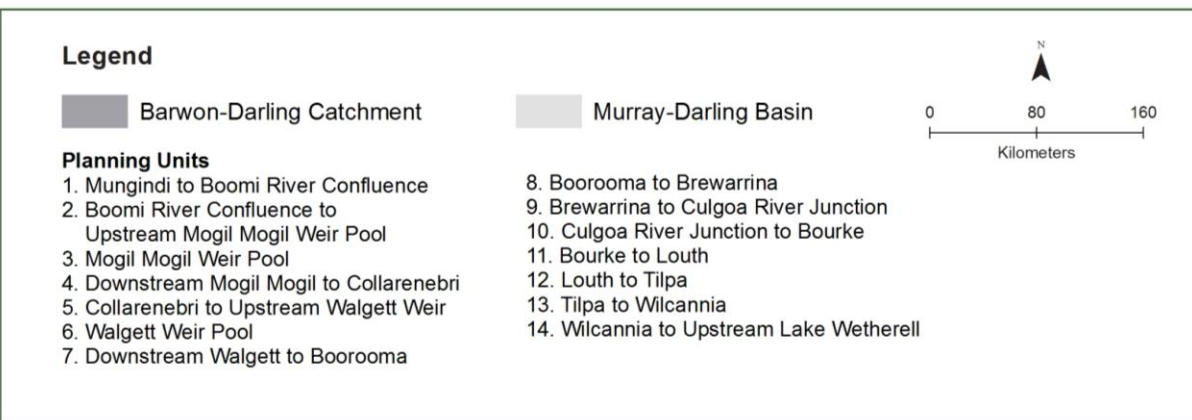 Legend
Barwon-Darling Catchment
Murray-Darling Basin
N
0 80 160
Kilometers
Planning Units
1. Mungindi to Boomi River Confluence
2. Boomi River Confluence to
Upstream Mogil Mogil Weir Pool
3. Mogil Mogil Weir Pool
4. Downstream Mogil Mogil to Collarenebri
5. Collarenebri to Upstream Walgett Weir
6. Walgett Weir Pool
7. Downstream Walgett to Boorooma
8. Boorooma to Brewarrina
9. Brewarrina to Culgoa River Junction
10. Culgoa River Junction to Bourke
11. Bourke to Louth
12. Louth to Tilpa
13. Tilpa to Wilcannia
14. Wilcannia to Upstream Lake Wetherell